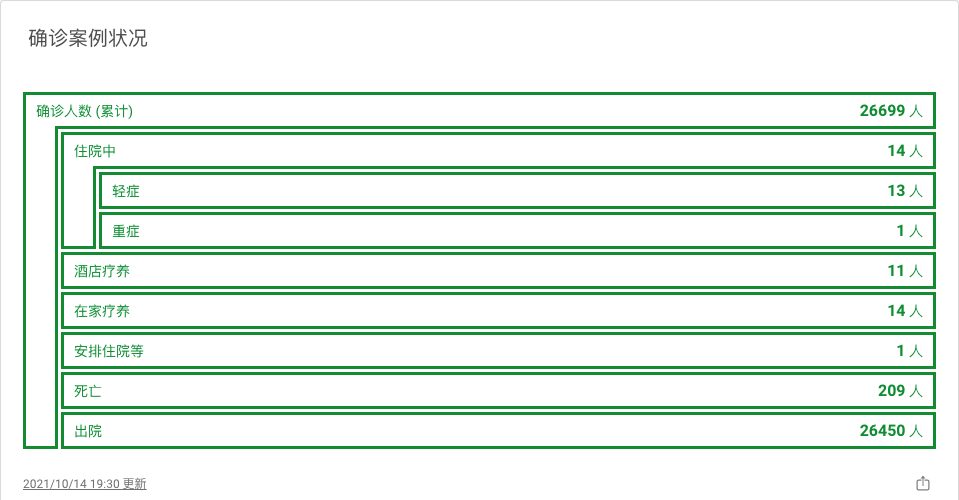 确诊案例状况
确诊人数 (累计) 26699 人
住院中 14 人
轻症 13 人
重症 1 人
酒店疗养 11 人
在家疗养 14 人
安排住院等 1 人
死亡 209 人
出院 26450 人
2021/10/14 19:30 更新